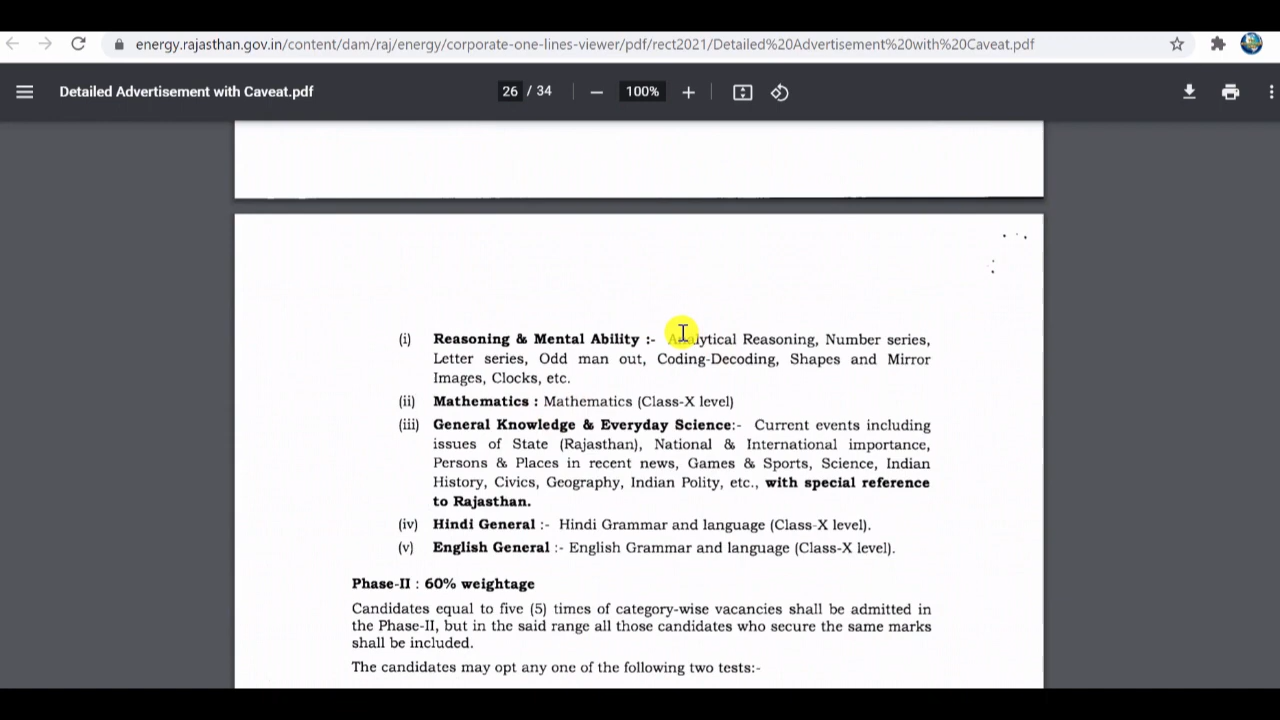 energy.rajasthan.gov.in/content/dam/raj/energy/corporate-one-lines-viewer/pdf/rect2021/Detailed%20Advertisement%20with%20Caveat.pdf
Detailed Advertisement with Caveat.pdf
26 / 34
100%
(i) Reasoning & Mental Ability :- Analytical Reasoning, Number series,
Letter series, Odd man out, Coding-Decoding, Shapes and Mirror
Images, Clocks, etc.
(ii) Mathematics : Mathematics (Class-X level)
(iii) General Knowledge & Everyday Science:- Current events including
issues of State (Rajasthan), National & International importance,
Persons & Places in recent news, Games & Sports, Science, Indian
History, Civics, Geography, Indian Polity, etc., with special reference
to Rajasthan.
(iv) Hindi General :- Hindi Grammar and language (Class-X level).
(v) English General :- English Grammar and language (Class-X level).
Phase-II : 60% weightage
Candidates equal to five (5) times of category-wise vacancies shall be admitted in
the Phase-II, but in the said range all those candidates who secure the same marks
shall be included.
The candidates may opt any one of the following two tests:-